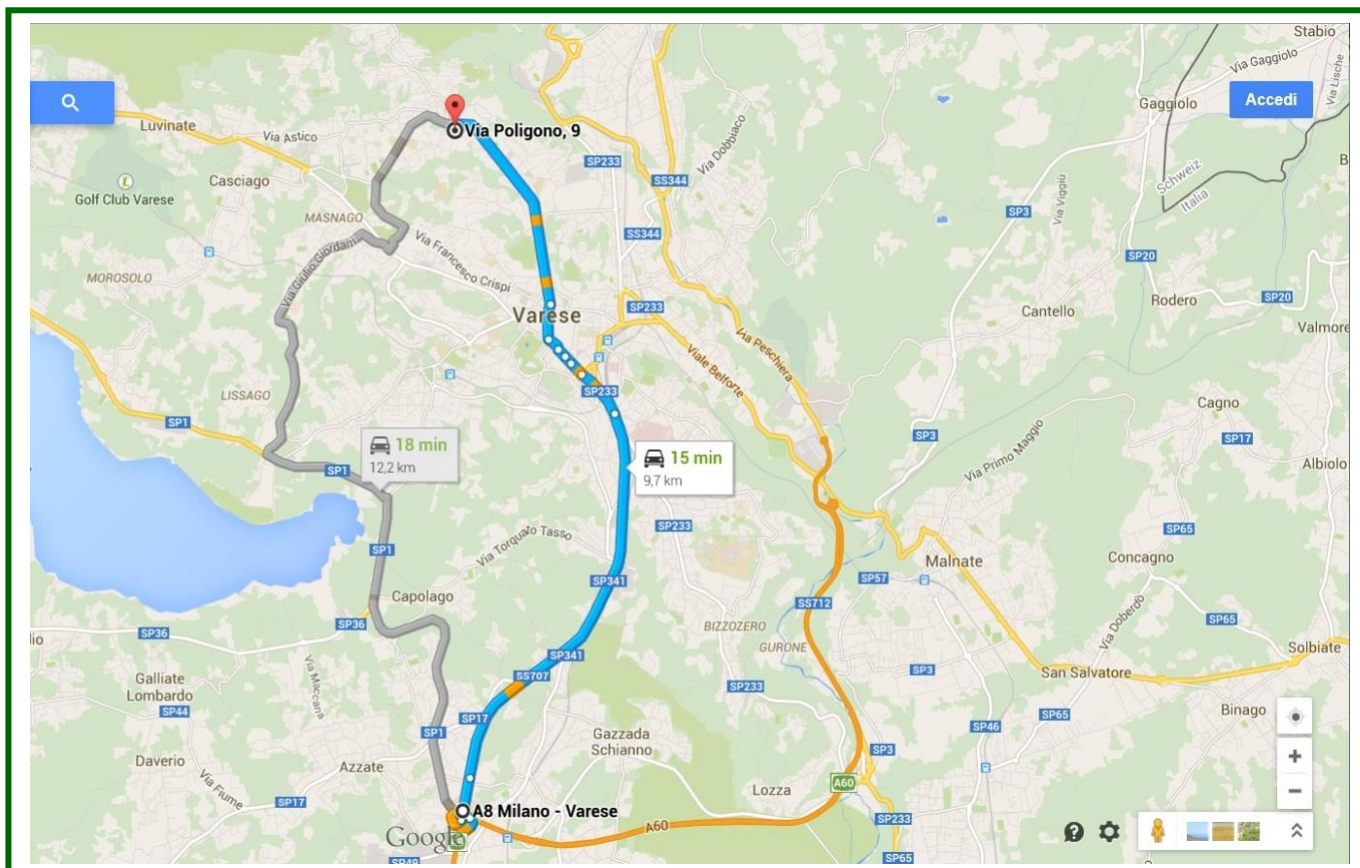 Stabio
Via Gaggiolo
Via Lische
Gaggiolo
Accedi
Luvinate
Via Astico
Via Poligono, 9
Via Dobbiaco
SP233
Schweiz
Italia
Casciago
SS344
Via Viggiù
Golf Club Varese
MASNAGO
SP3
SS344
Via Giulio Giordani
Via Francesco Crispi
MOROSOLO
SP20
Rodero
SP20
Varese
SP233
Cantello
Valmore
Via Peschiera
Viale Belforte
LISSAGO
SP233
Cagno
SP1
SP3
SP17
18 min
12,2 km
15 min
9,7 km
SP1
Via Primo Maggio
Albiolo
SP233
SP65
Via Torquato Tasso
SP1
Concagno
Malnate
SP341
SP57
Capolago
SS712
SP36
SP36
BIZZOZERO
Via Doberdò
SP65
GURONE
Solbiate
SP341
Galliate
Lombardo
Via Maccana
SS707
SP3
San Salvatore
SP233
SP44
SP17
SP46
SP65
Binago
SP1
Gazzada
Schianno
SP3
Daverio
Azzate
Via Fiume
SP17
Lozza
A60
A8 Milano - Varese
A60
SP233
Google
SP49
SP65